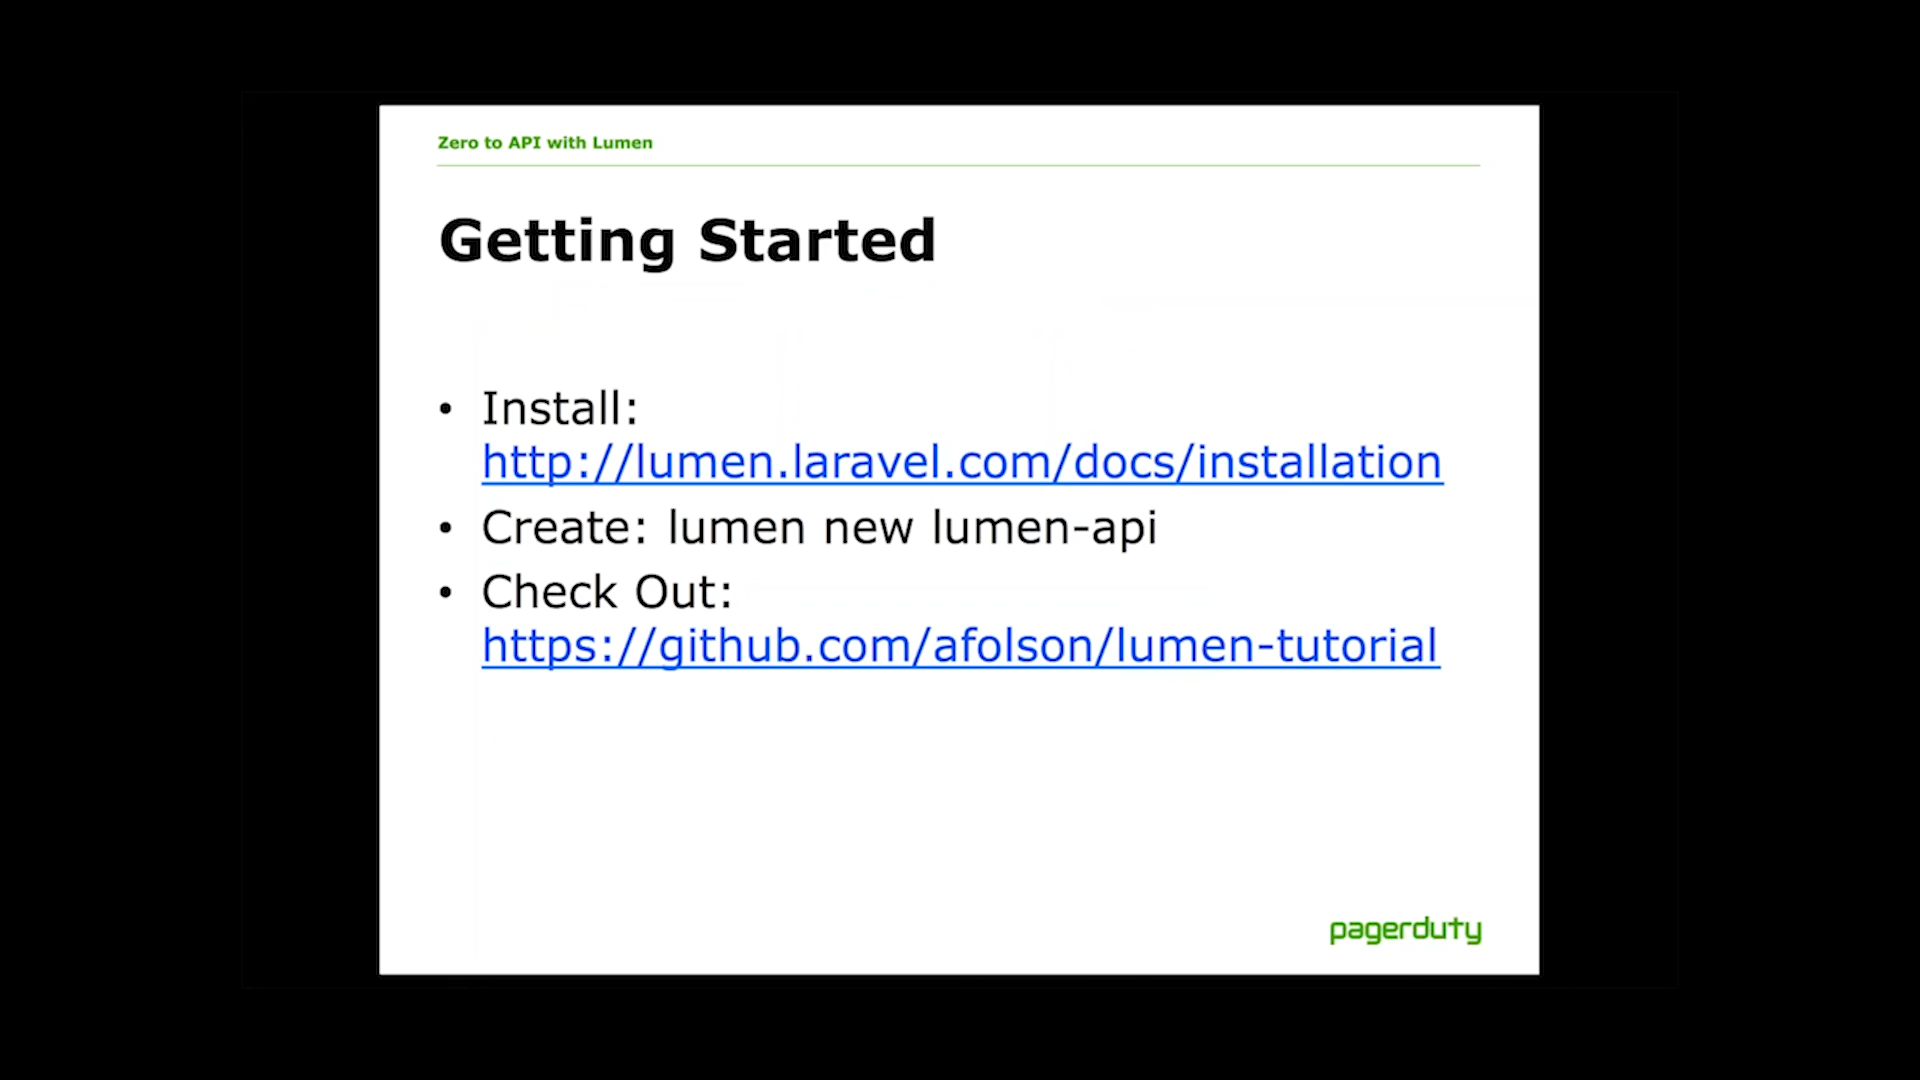 Zero to API with Lumen
Getting Started
• Install:
http://lumen.laravel.com/docs/installation
• Create: lumen new lumen-api
• Check Out:
https://github.com/afolson/lumen-tutorial
pagerduty